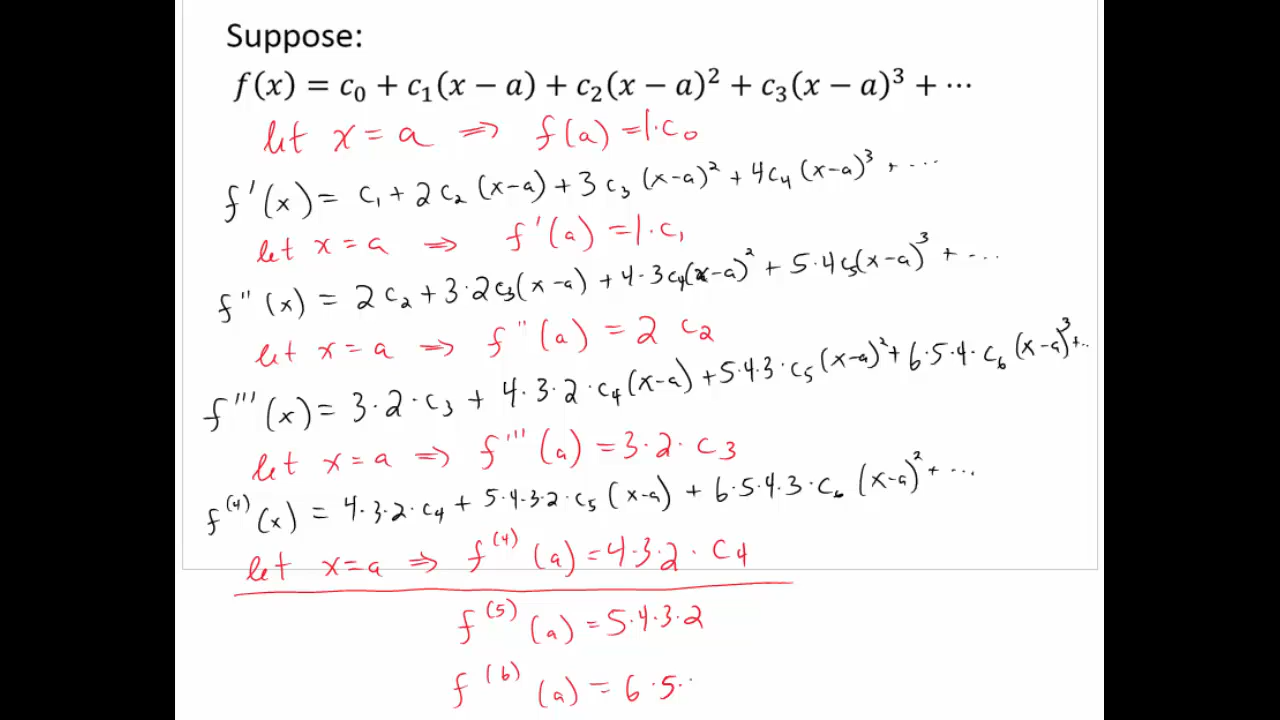 Suppose:
f(x) = c₀ + c₁(x − a) + c₂(x − a)² + c₃(x − a)³ + ⋯
let x = a ⇒ f(a) = 1·c₀
f'(x) = c₁ + 2c₂(x-a) + 3c₃(x-a)² + 4c₄(x-a)³ + ...
let x = a ⇒ f'(a) = 1·c₁
f''(x) = 2c₂ + 3·2c₃(x-a) + 4·3c₄(x-a)² + 5·4c₅(x-a)³ + ...
let x = a ⇒ f''(a) = 2 c₂
f'''(x) = 3·2·c₃ + 4·3·2·c₄(x-a) + 5·4·3·c₅(x-a)² + 6·5·4·c₆(x-a)³ + ..
let x = a ⇒ f'''(a) = 3·2·c₃
f⁽⁴⁾(x) = 4·3·2·c₄ + 5·4·3·2·c₅(x-a) + 6·5·4·3·c₆(x-a)² + ...
let x = a ⇒ f⁽⁴⁾(a) = 4·3·2·c₄
f⁽⁵⁾(a) = 5·4·3·2
f⁽⁶⁾(a) = 6·5··